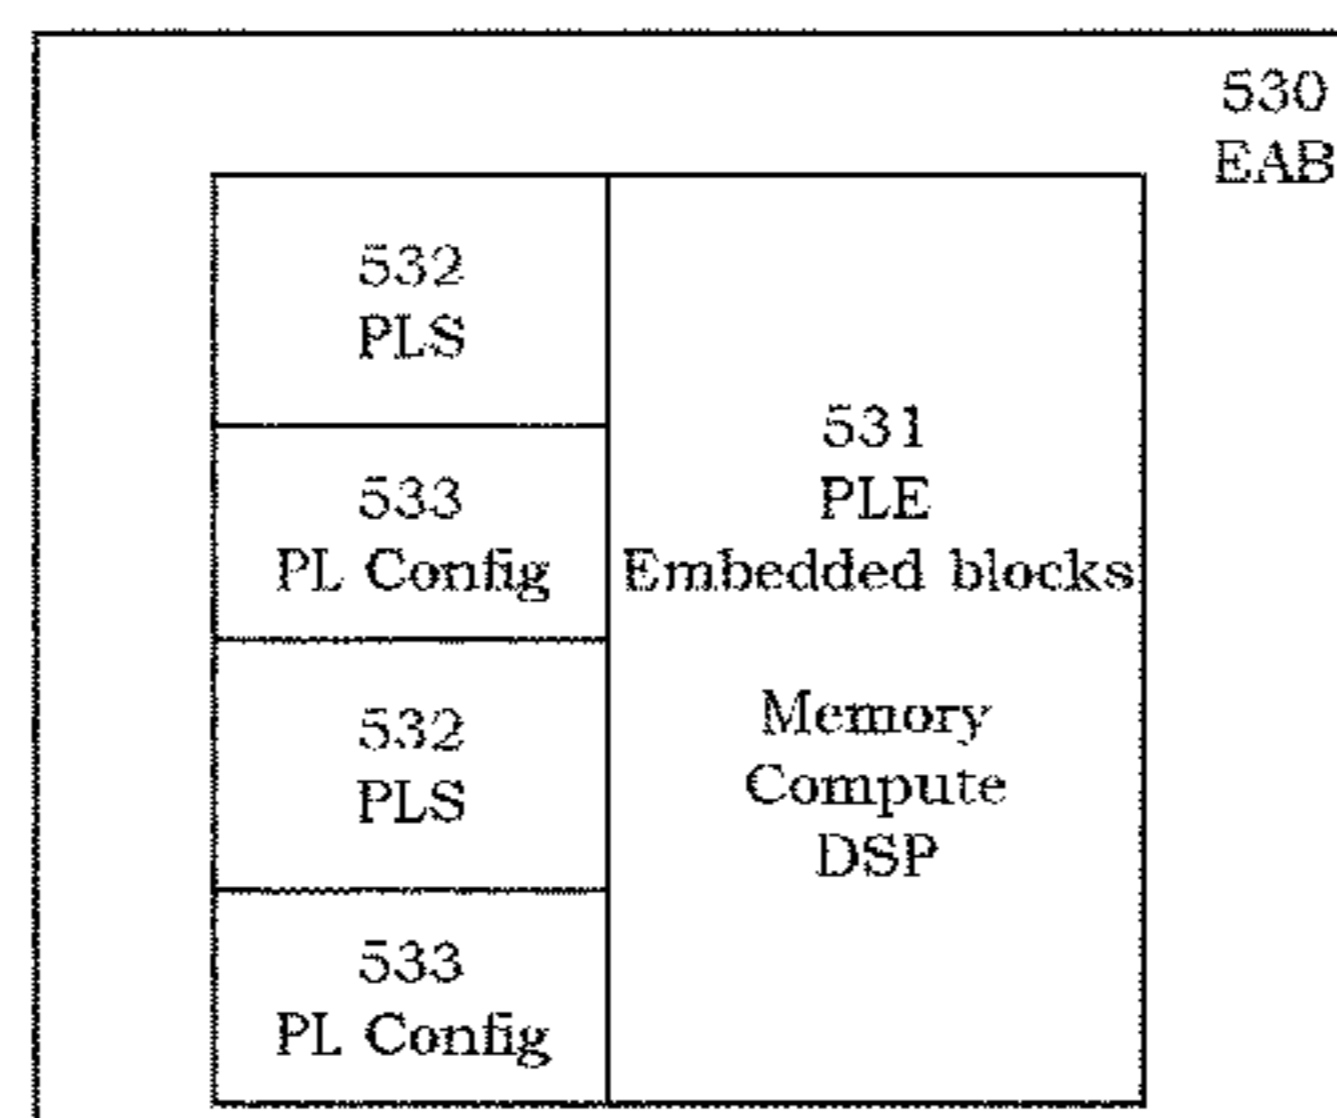 530
EAB
532
PLS
533
PL Config
532
PLS
533
PL Config
531
PLE
Embedded blocks
Memory
Compute
DSP